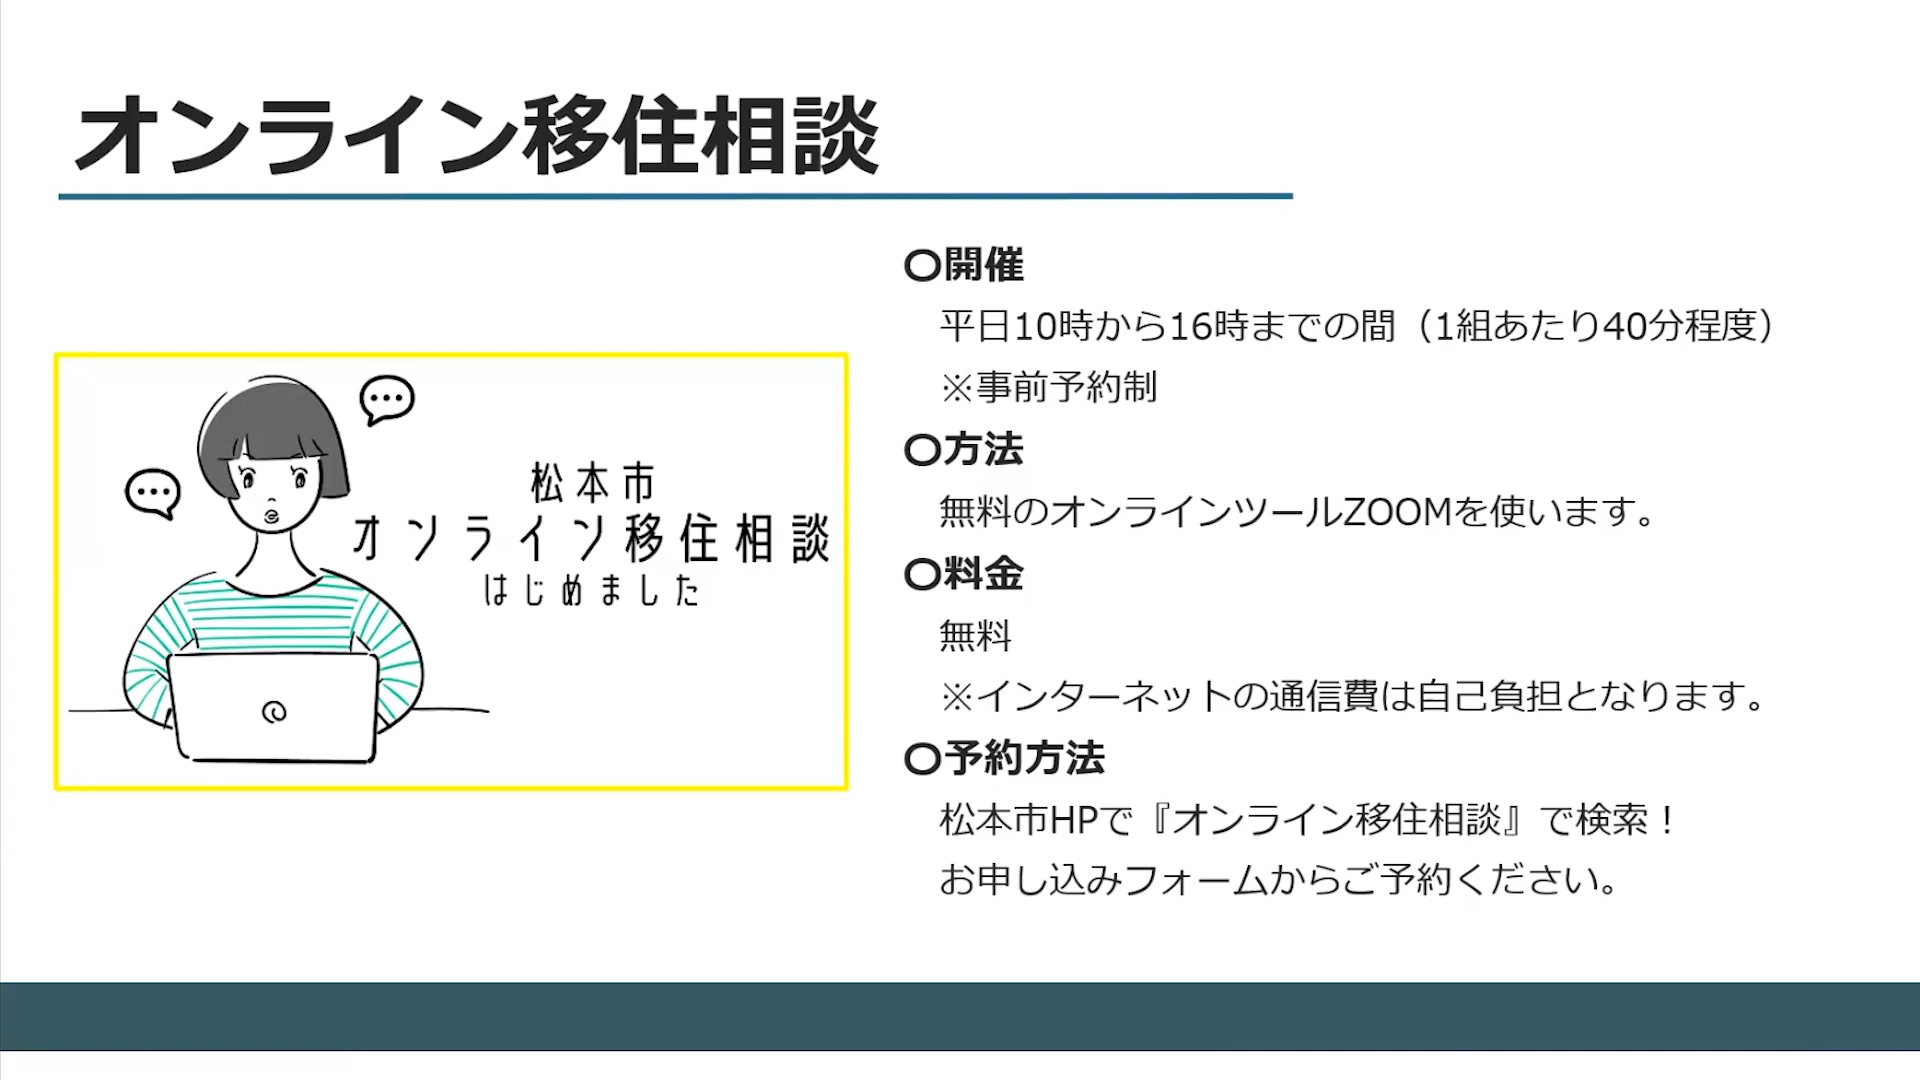 オンライン移住相談
松本市
オンライン移住相談
はじめました
〇開催
平日10時から16時までの間（1組あたり40分程度）
※事前予約制
〇方法
無料のオンラインツールZOOMを使います。
〇料金
無料
※インターネットの通信費は自己負担となります。
〇予約方法
松本市HPで『オンライン移住相談』で検索！
お申し込みフォームからご予約ください。